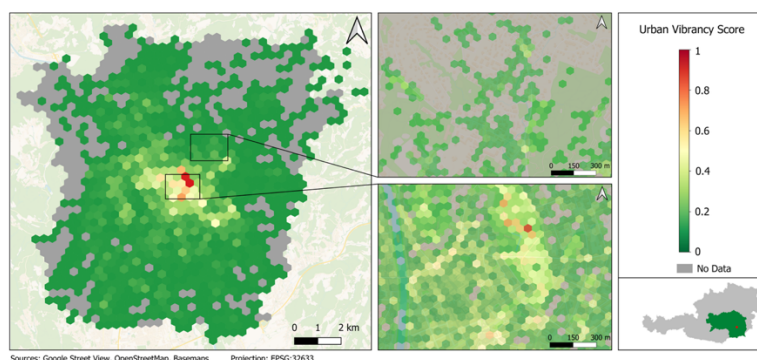 Urban Vibrancy Score
1
0.8
0.6
0.4
0.2
0
No Data
0 150 300 m
0 150 300 m
0 1 2 km
Sources: Google Street View, OpenStreetMap, Basemaps Projection: EPSG:32633